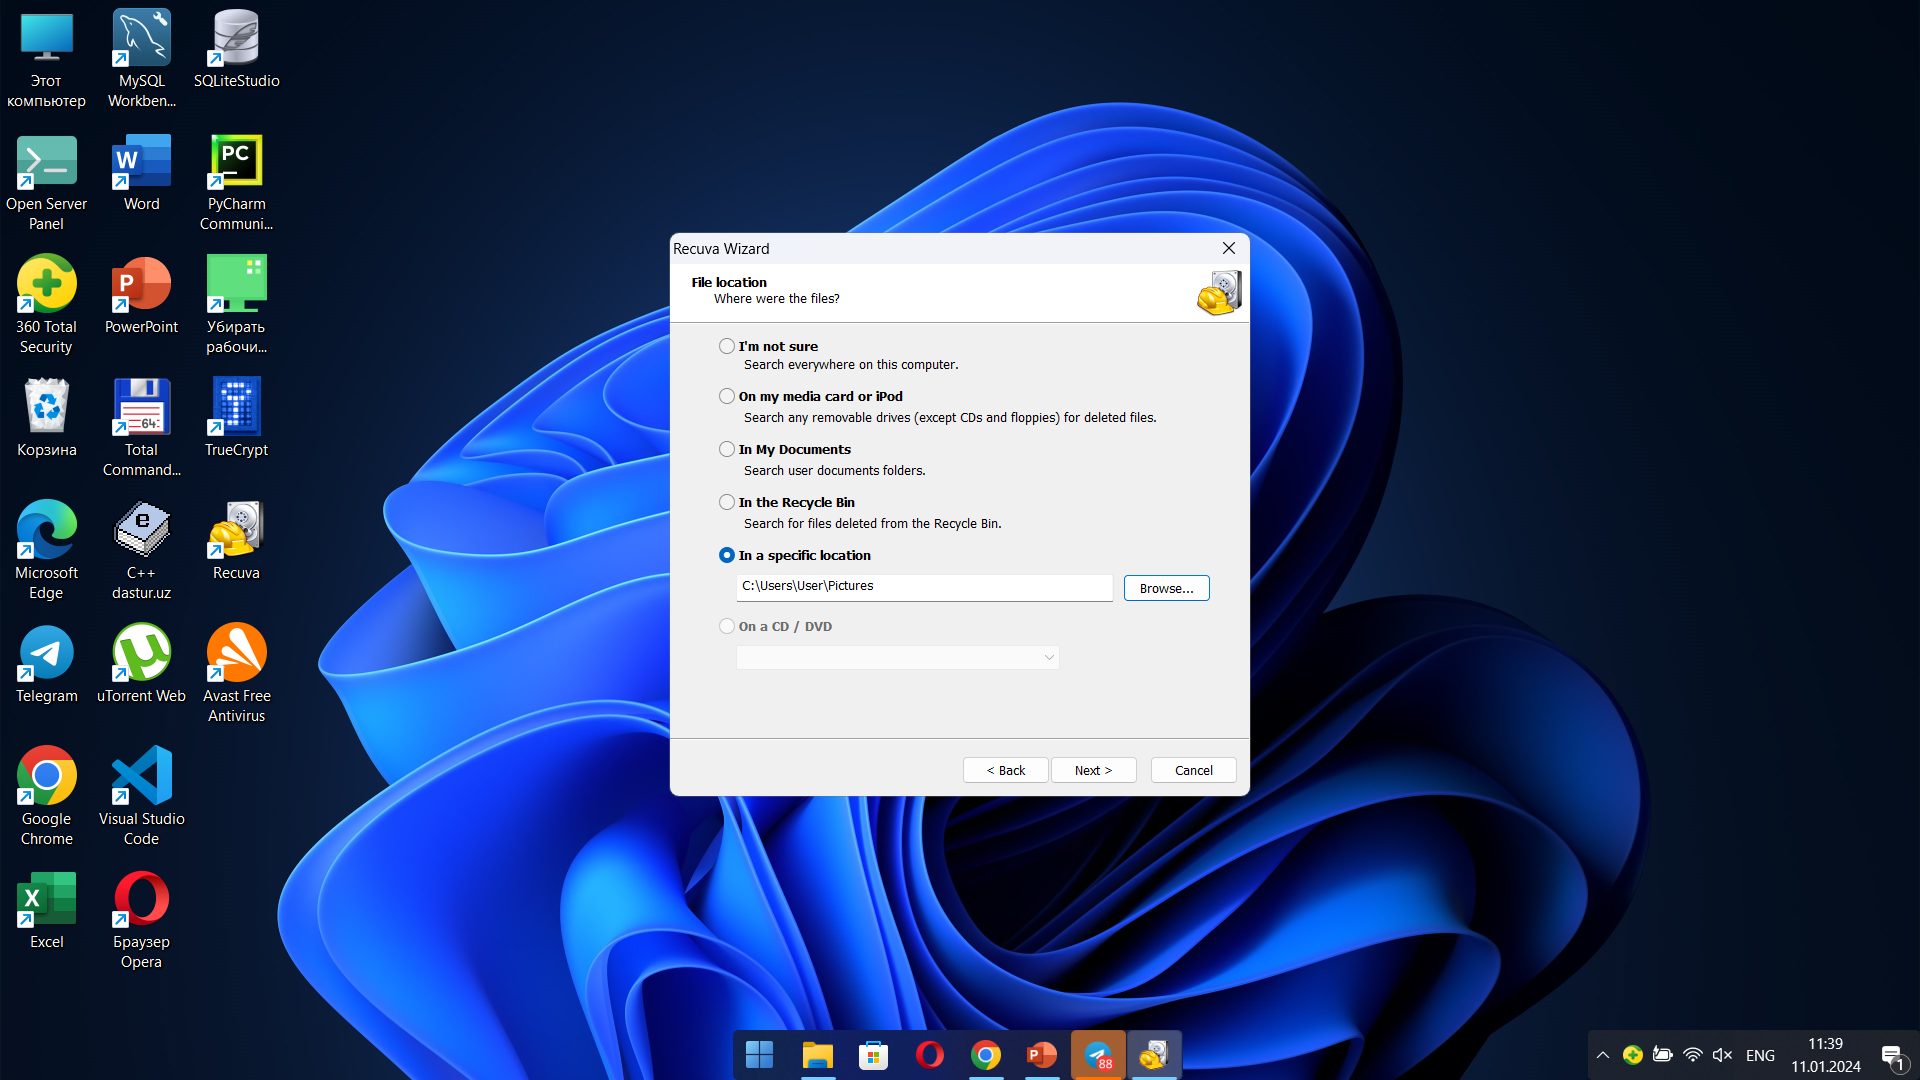 Этот
компьютер
MySQL
Workben...
SQLiteStudio
Open Server
Panel
W
Word
PC
PyCharm
Communi...
360 Total
Security
P
PowerPoint
Убирать
рабочи...
Корзина
64
Total
Command...
TrueCrypt
Microsoft
Edge
e
C++
dastur.uz
Recuva
Telegram
µ
uTorrent Web
Avast Free
Antivirus
Google
Chrome
Visual Studio
Code
X
Excel
Браузер
Opera
Recuva Wizard
File location
Where were the files?
I'm not sure
Search everywhere on this computer.
On my media card or iPod
Search any removable drives (except CDs and floppies) for deleted files.
In My Documents
Search user documents folders.
In the Recycle Bin
Search for files deleted from the Recycle Bin.
In a specific location
C:\Users\User\Pictures
Browse...
On a CD / DVD
< Back
Next >
Cancel
P
88
ENG
11:39
11.01.2024
1